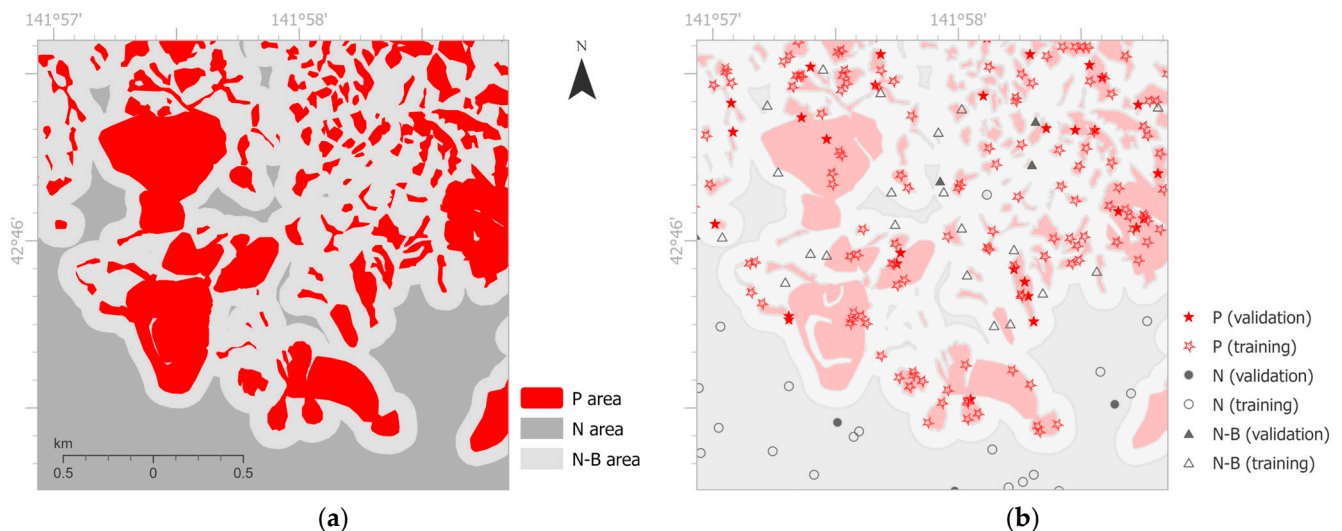 141°57'
141°58'
42°46'
N
P area
N area
N-B area
km
0.5
0
0.5
(a)
141°57'
141°58'
42°46'
P (validation)
P (training)
N (validation)
N (training)
N-B (validation)
N-B (training)
(b)